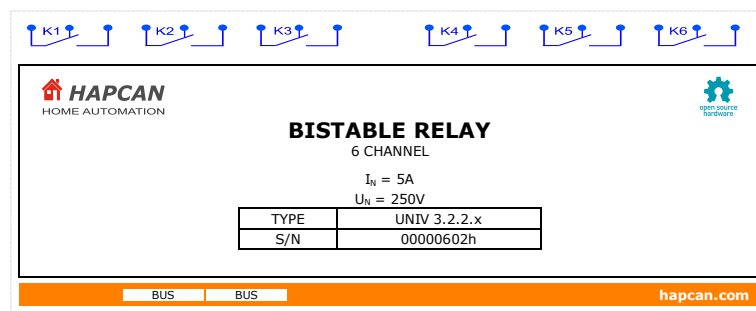 K1 K2 K3 K4 K5 K6
HAPCAN
HOME AUTOMATION
open source
hardware
BISTABLE RELAY
6 CHANNEL
IN = 5A
UN = 250V
TYPE UNIV 3.2.2.x
S/N 00000602h
BUS BUS hapcan.com